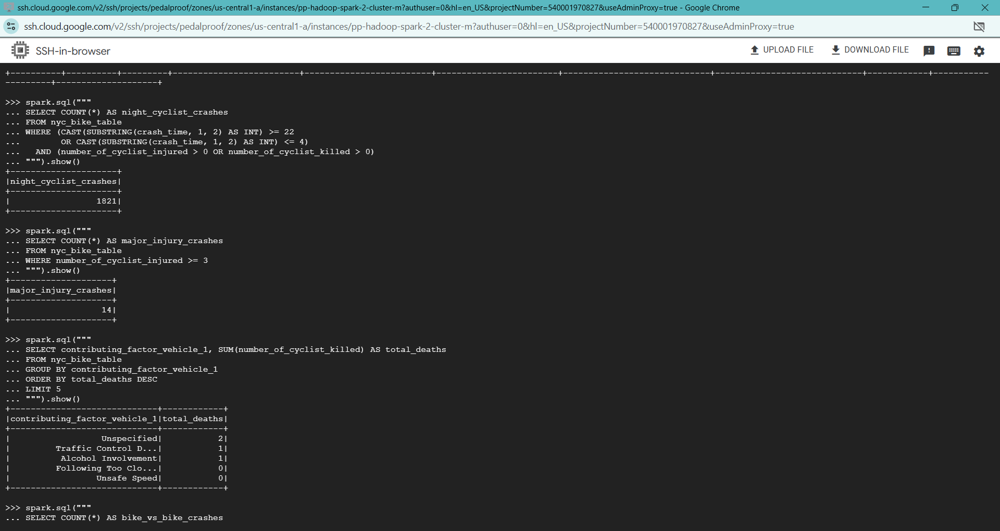 ssh.cloud.google.com/v2/ssh/projects/pedalproof/zones/us-central1-a/instances/pp-hadoop-spark-2-cluster-m?authuser=0&hl=en_US&projectNumber=540001970827&useAdminProxy=true - Google Chrome
ssh.cloud.google.com/v2/ssh/projects/pedalproof/zones/us-central1-a/instances/pp-hadoop-spark-2-cluster-m?authuser=0&hl=en_US&projectNumber=540001970827&useAdminProxy=true
SSH-in-browser
UPLOAD FILE
DOWNLOAD FILE
+----------+----------+---------+-------------------------+-------------------------+------------------------+-----------------------------+-----------------------------+------------+-----------
---------+--------------------+
>>> spark.sql("""
... SELECT COUNT(*) AS night_cyclist_crashes
... FROM nyc_bike_table
... WHERE (CAST(SUBSTRING(crash_time, 1, 2) AS INT) >= 22
...        OR CAST(SUBSTRING(crash_time, 1, 2) AS INT) <= 4)
...   AND (number_of_cyclist_injured > 0 OR number_of_cyclist_killed > 0)
... """).show()
+---------------------+
|night_cyclist_crashes|
+---------------------+
|                 1821|
+---------------------+
>>> spark.sql("""
... SELECT COUNT(*) AS major_injury_crashes
... FROM nyc_bike_table
... WHERE number_of_cyclist_injured >= 3
... """).show()
+--------------------+
|major_injury_crashes|
+--------------------+
|                  14|
+--------------------+
>>> spark.sql("""
... SELECT contributing_factor_vehicle_1, SUM(number_of_cyclist_killed) AS total_deaths
... FROM nyc_bike_table
... GROUP BY contributing_factor_vehicle_1
... ORDER BY total_deaths DESC
... LIMIT 5
... """).show()
+-----------------------------+------------+
|contributing_factor_vehicle_1|total_deaths|
+-----------------------------+------------+
|                  Unspecified|           2|
|         Traffic Control D...|           1|
|          Alcohol Involvement|           1|
|         Following Too Clo...|           0|
|                 Unsafe Speed|           0|
+-----------------------------+------------+
>>> spark.sql("""
... SELECT COUNT(*) AS bike_vs_bike_crashes